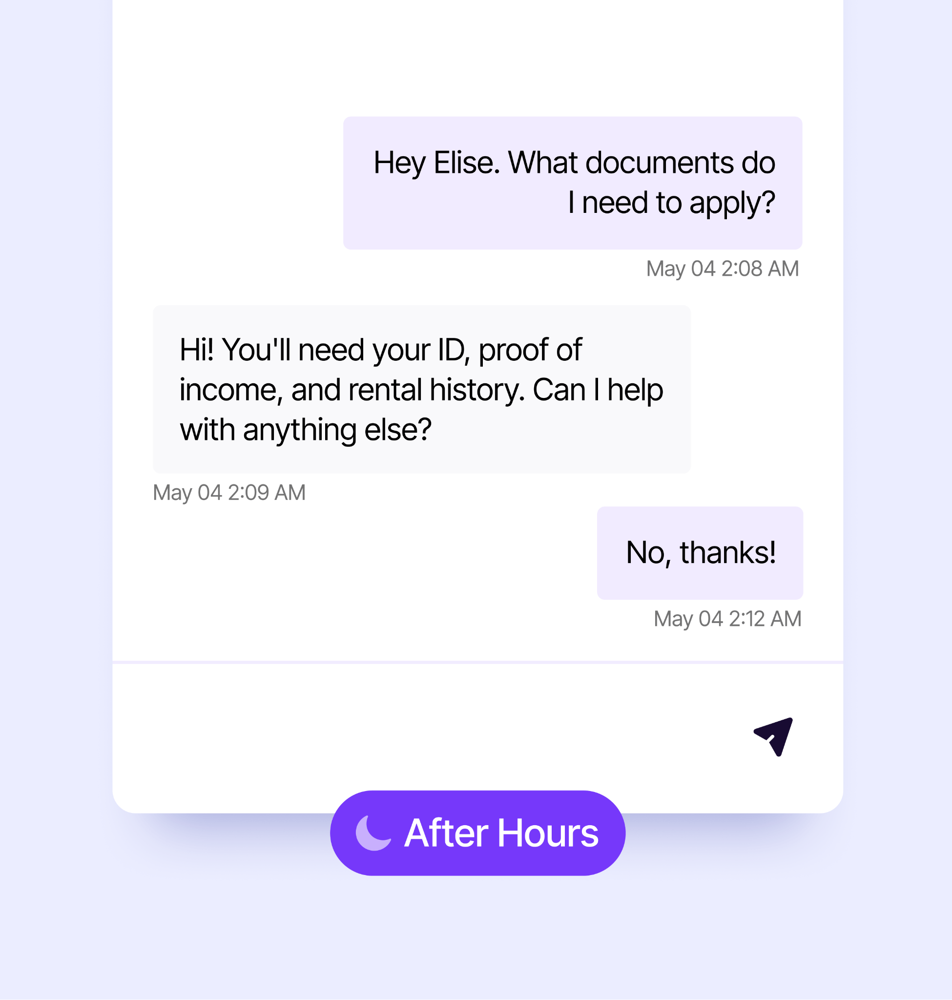 Hey Elise. What documents do
I need to apply?
May 04 2:08 AM
Hi! You'll need your ID, proof of
income, and rental history. Can I help
with anything else?
May 04 2:09 AM
No, thanks!
May 04 2:12 AM
After Hours